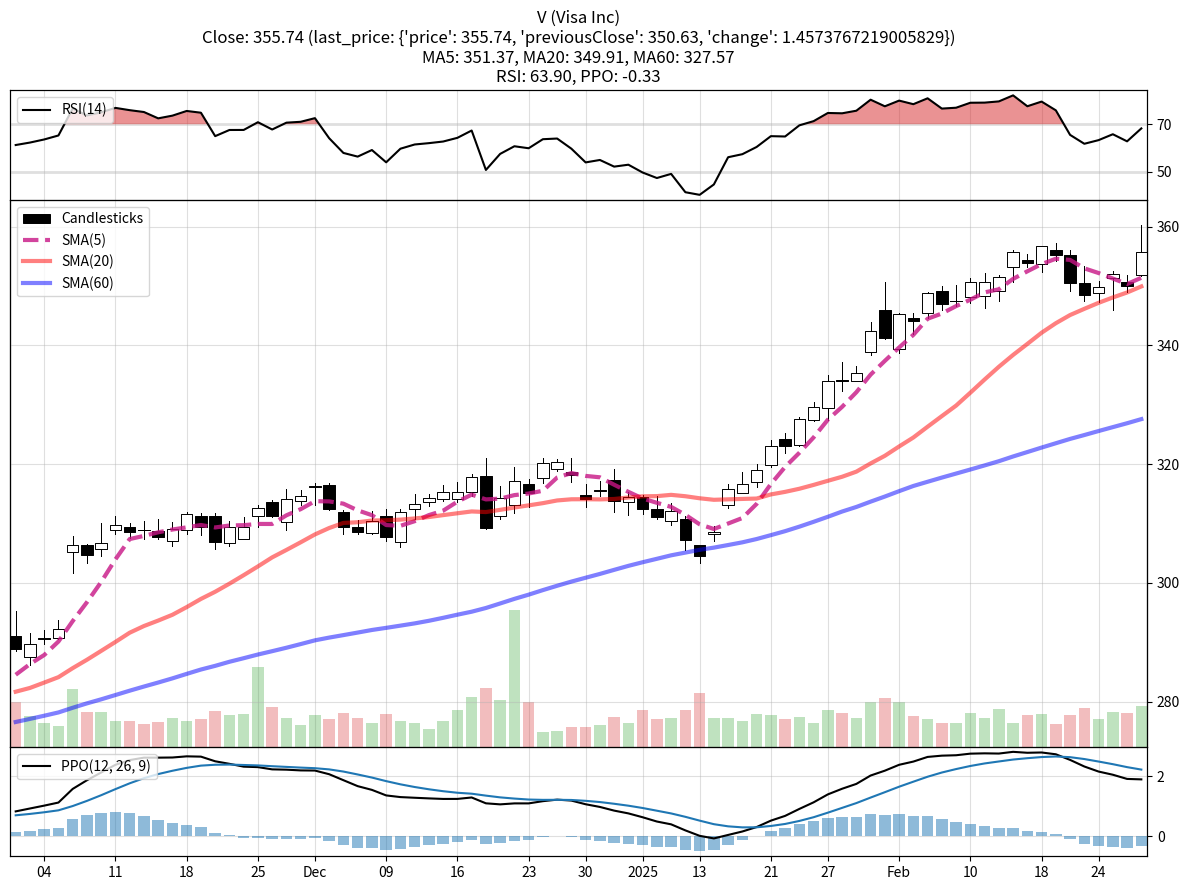 V (Visa Inc)
Close: 355.74 (last_price: {'price': 355.74, 'previousClose': 350.63, 'change': 1.4573767219005829})
MA5: 351.37, MA20: 349.91, MA60: 327.57
RSI: 63.90, PPO: -0.33
RSI(14)
70
50
Candlesticks
SMA(5)
SMA(20)
SMA(60)
360
340
320
300
280
PPO(12, 26, 9)
2
0
04 11 18 25 Dec 09 16 23 30 2025 13 21 27 Feb 10 18 24